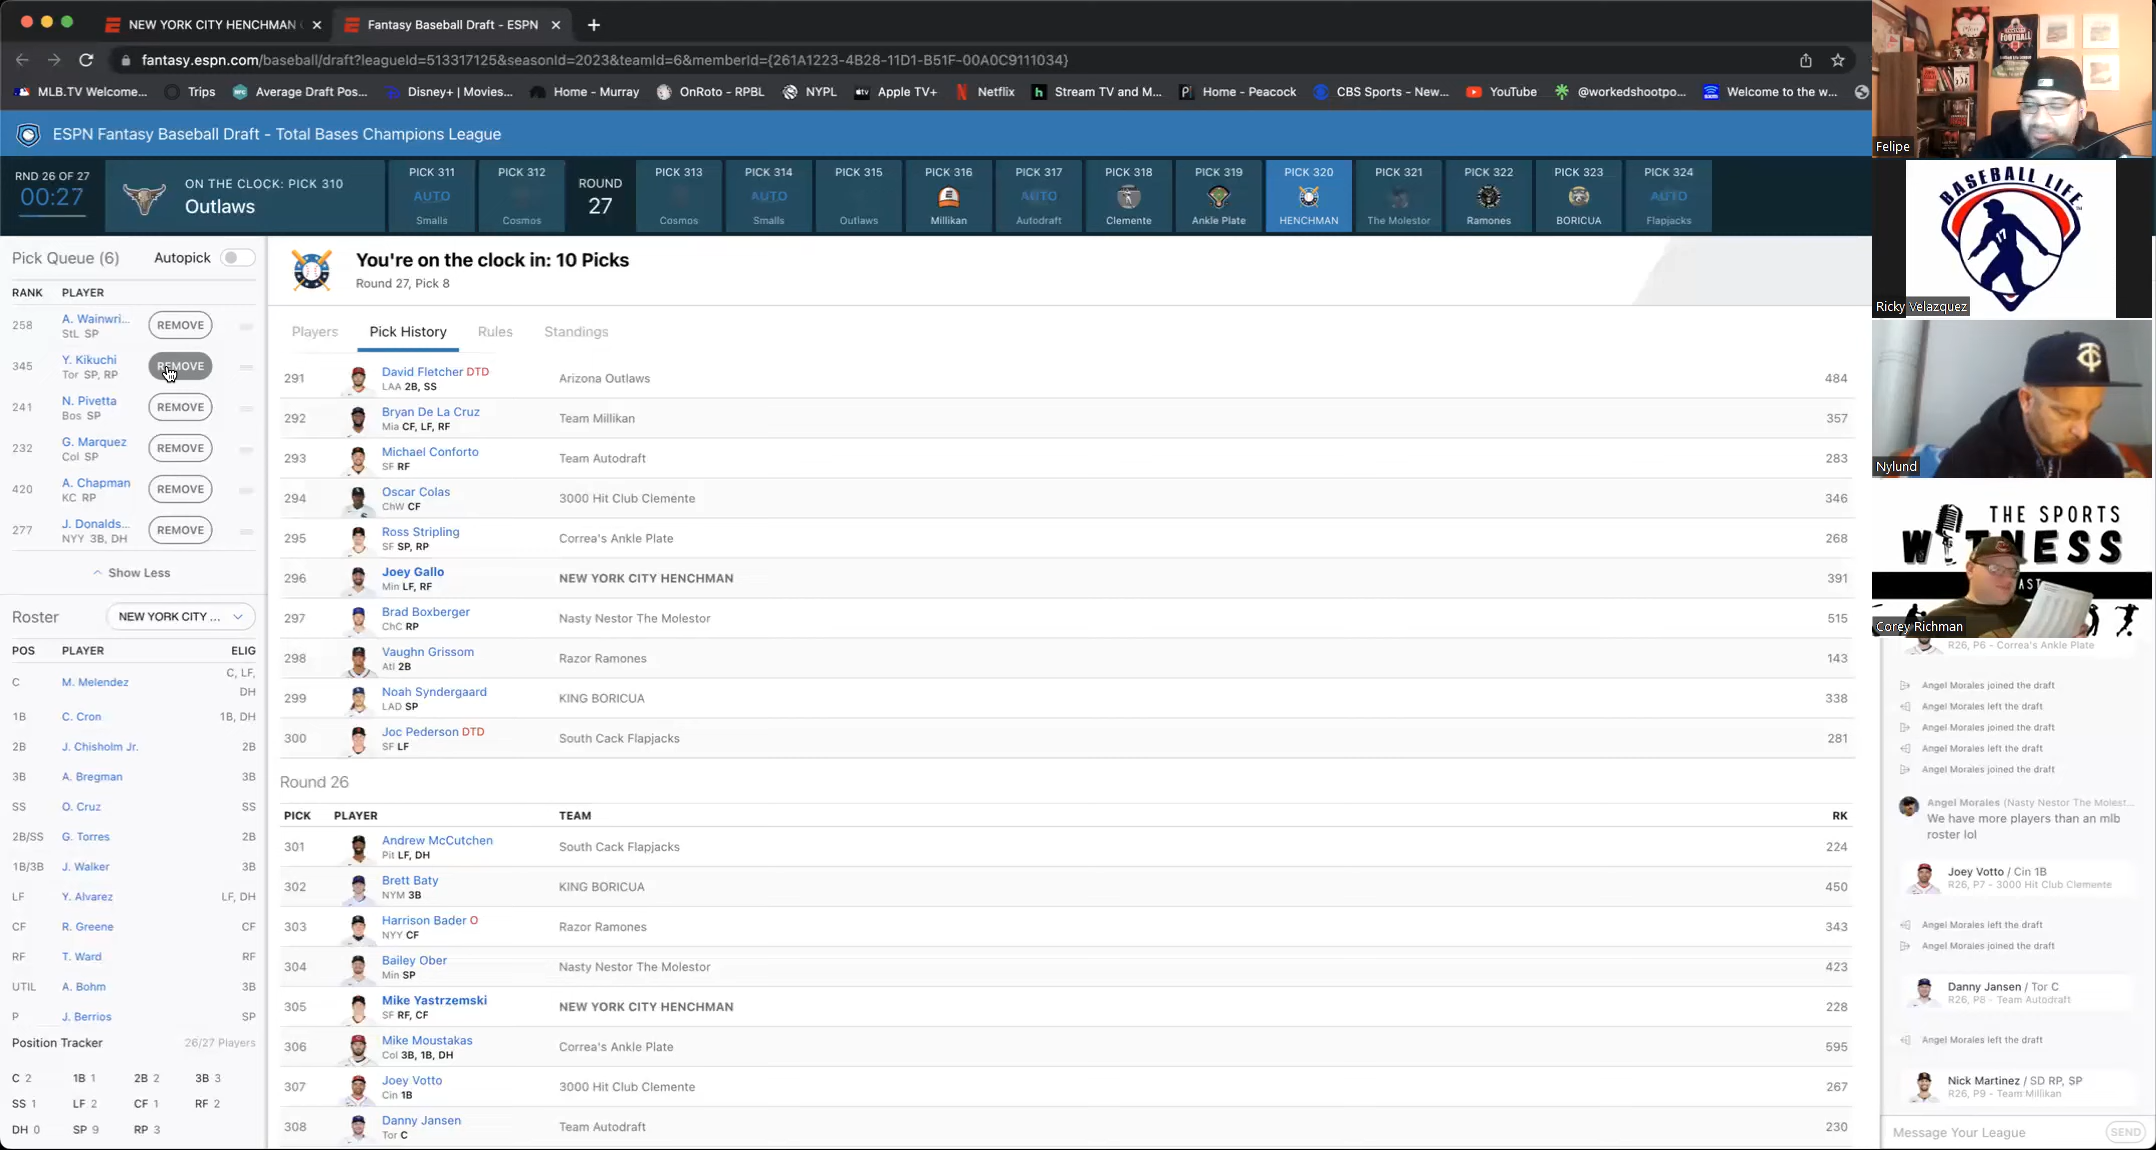 NEW YORK CITY HENCHMAN
Fantasy Baseball Draft - ESPN
fantasy.espn.com/baseball/draft?leagueId=513317125&seasonId=2023&teamId=6&memberId={261A1223-4B28-11D1-B51F-00A0C9111034}
MLB.TV Welcome... Trips Average Draft Pos... Disney+ | Movies... Home - Murray OnRoto - RPBL NYPL Apple TV+ Netflix Stream TV and M... Home - Peacock CBS Sports - New... YouTube @workedshootpo... Welcome to the w...
ESPN Fantasy Baseball Draft - Total Bases Champions League
RND 26 OF 27
00:27
ON THE CLOCK: PICK 310
Outlaws
PICK 311
AUTO
Smalls
PICK 312
Cosmos
ROUND
27
PICK 313
Cosmos
PICK 314
AUTO
Smalls
PICK 315
Outlaws
PICK 316
Millikan
PICK 317
AUTO
Autodraft
PICK 318
Clemente
PICK 319
Ankle Plate
PICK 320
HENCHMAN
PICK 321
The Molestor
PICK 322
Ramones
PICK 323
BORICUA
PICK 324
AUTO
Flapjacks
Pick Queue (6) Autopick
RANK PLAYER
258 A. Wainwri... REMOVE
StL SP
345 Y. Kikuchi REMOVE
Tor SP, RP
241 N. Pivetta REMOVE
Bos SP
232 G. Marquez REMOVE
Col SP
420 A. Chapman REMOVE
KC RP
277 J. Donalds... REMOVE
NYY 3B, DH
Show Less
Roster NEW YORK CITY ...
POS PLAYER ELIG
C M. Melendez C, LF, DH
1B C. Cron 1B, DH
2B J. Chisholm Jr. 2B
3B A. Bregman 3B
SS O. Cruz SS
2B/SS G. Torres 2B
1B/3B J. Walker 3B
LF Y. Alvarez LF, DH
CF R. Greene CF
RF T. Ward RF
UTIL A. Bohm 3B
P J. Berrios SP
Position Tracker 26/27 Players
C 2 1B 1 2B 2 3B 3
SS 1 LF 2 CF 1 RF 2
DH 0 SP 9 RP 3
You're on the clock in: 10 Picks
Round 27, Pick 8
Players Pick History Rules Standings
291 David Fletcher DTD Arizona Outlaws 484
LAA 2B, SS
292 Bryan De La Cruz Team Millikan 357
Mia CF, LF, RF
293 Michael Conforto Team Autodraft 283
SF RF
294 Oscar Colas 3000 Hit Club Clemente 346
ChW CF
295 Ross Stripling Correa's Ankle Plate 268
SF SP, RP
296 Joey Gallo NEW YORK CITY HENCHMAN 391
Min LF, RF
297 Brad Boxberger Nasty Nestor The Molestor 515
ChC RP
298 Vaughn Grissom Razor Ramones 143
Atl 2B
299 Noah Syndergaard KING BORICUA 338
LAD SP
300 Joc Pederson DTD South Cack Flapjacks 281
SF LF
Round 26
PICK PLAYER TEAM RK
301 Andrew McCutchen South Cack Flapjacks 224
Pit LF, DH
302 Brett Baty KING BORICUA 450
NYM 3B
303 Harrison Bader O Razor Ramones 343
NYY CF
304 Bailey Ober Nasty Nestor The Molestor 423
Min SP
305 Mike Yastrzemski NEW YORK CITY HENCHMAN 228
SF RF, CF
306 Mike Moustakas Correa's Ankle Plate 595
Col 3B, 1B, DH
307 Joey Votto 3000 Hit Club Clemente 267
Cin 1B
308 Danny Jansen Team Autodraft 230
Tor C
FOOTBALL
Felipe
BASEBALL LIFE
17
Ricky Velazquez
TC
Nylund
THE SPORTS
WITNESS
Corey Richman
R26, P6 - Correa's Ankle Plate
Angel Morales joined the draft
Angel Morales left the draft
Angel Morales joined the draft
Angel Morales left the draft
Angel Morales joined the draft
Angel Morales (Nasty Nestor The Molest...
We have more players than an mlb
roster lol
Joey Votto / Cin 1B
R26, P7 - 3000 Hit Club Clemente
Angel Morales left the draft
Angel Morales joined the draft
Danny Jansen / Tor C
R26, P8 - Team Autodraft
Angel Morales left the draft
Nick Martinez / SD RP, SP
R26, P9 - Team Millikan
Message Your League SEND